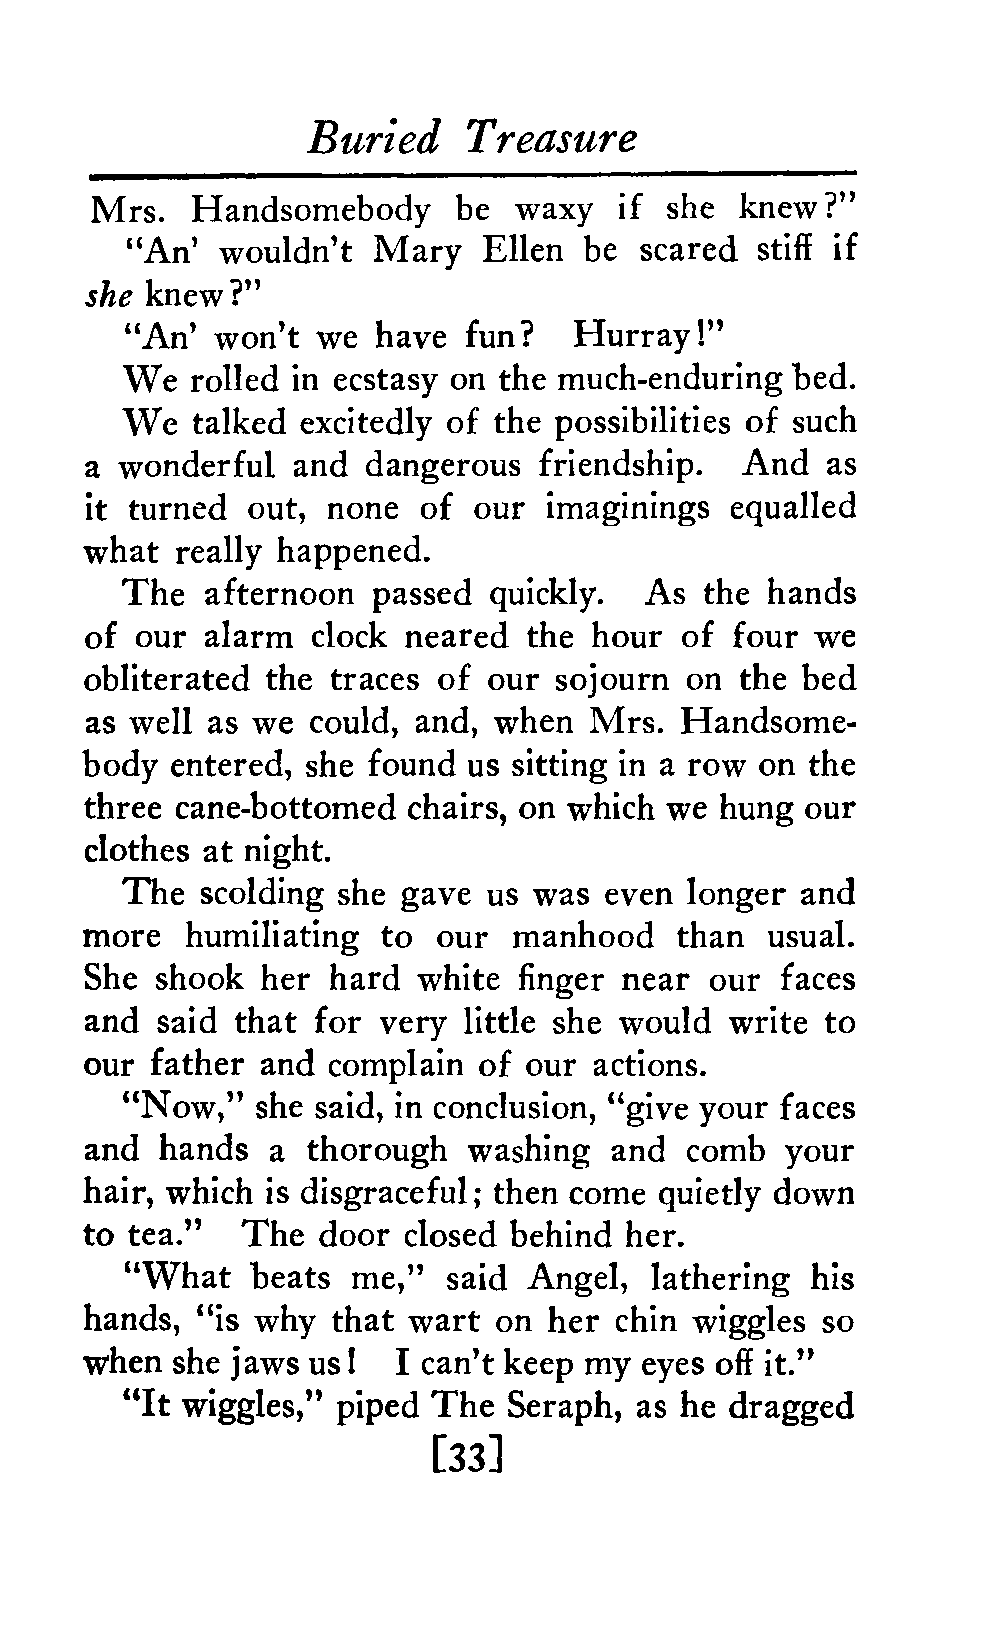 Buried Treasure
Mrs. Handsomebody be waxy if she knew?"
"An' wouldn't Mary Ellen be scared stiff if
she knew?"
"An' won't we have fun? Hurray!"
We rolled in ecstasy on the much-enduring bed.
We talked excitedly of the possibilities of such
a wonderful and dangerous friendship. And as
it turned out, none of our imaginings equalled
what really happened.
The afternoon passed quickly. As the hands
of our alarm clock neared the hour of four we
obliterated the traces of our sojourn on the bed
as well as we could, and, when Mrs. Handsome-
body entered, she found us sitting in a row on the
three cane-bottomed chairs, on which we hung our
clothes at night.
The scolding she gave us was even longer and
more humiliating to our manhood than usual.
She shook her hard white finger near our faces
and said that for very little she would write to
our father and complain of our actions.
"Now," she said, in conclusion, "give your faces
and hands a thorough washing and comb your
hair, which is disgraceful; then come quietly down
to tea." The door closed behind her.
"What beats me," said Angel, lathering his
hands, "is why that wart on her chin wiggles so
when she jaws us! I can't keep my eyes off it."
"It wiggles," piped The Seraph, as he dragged
[33]